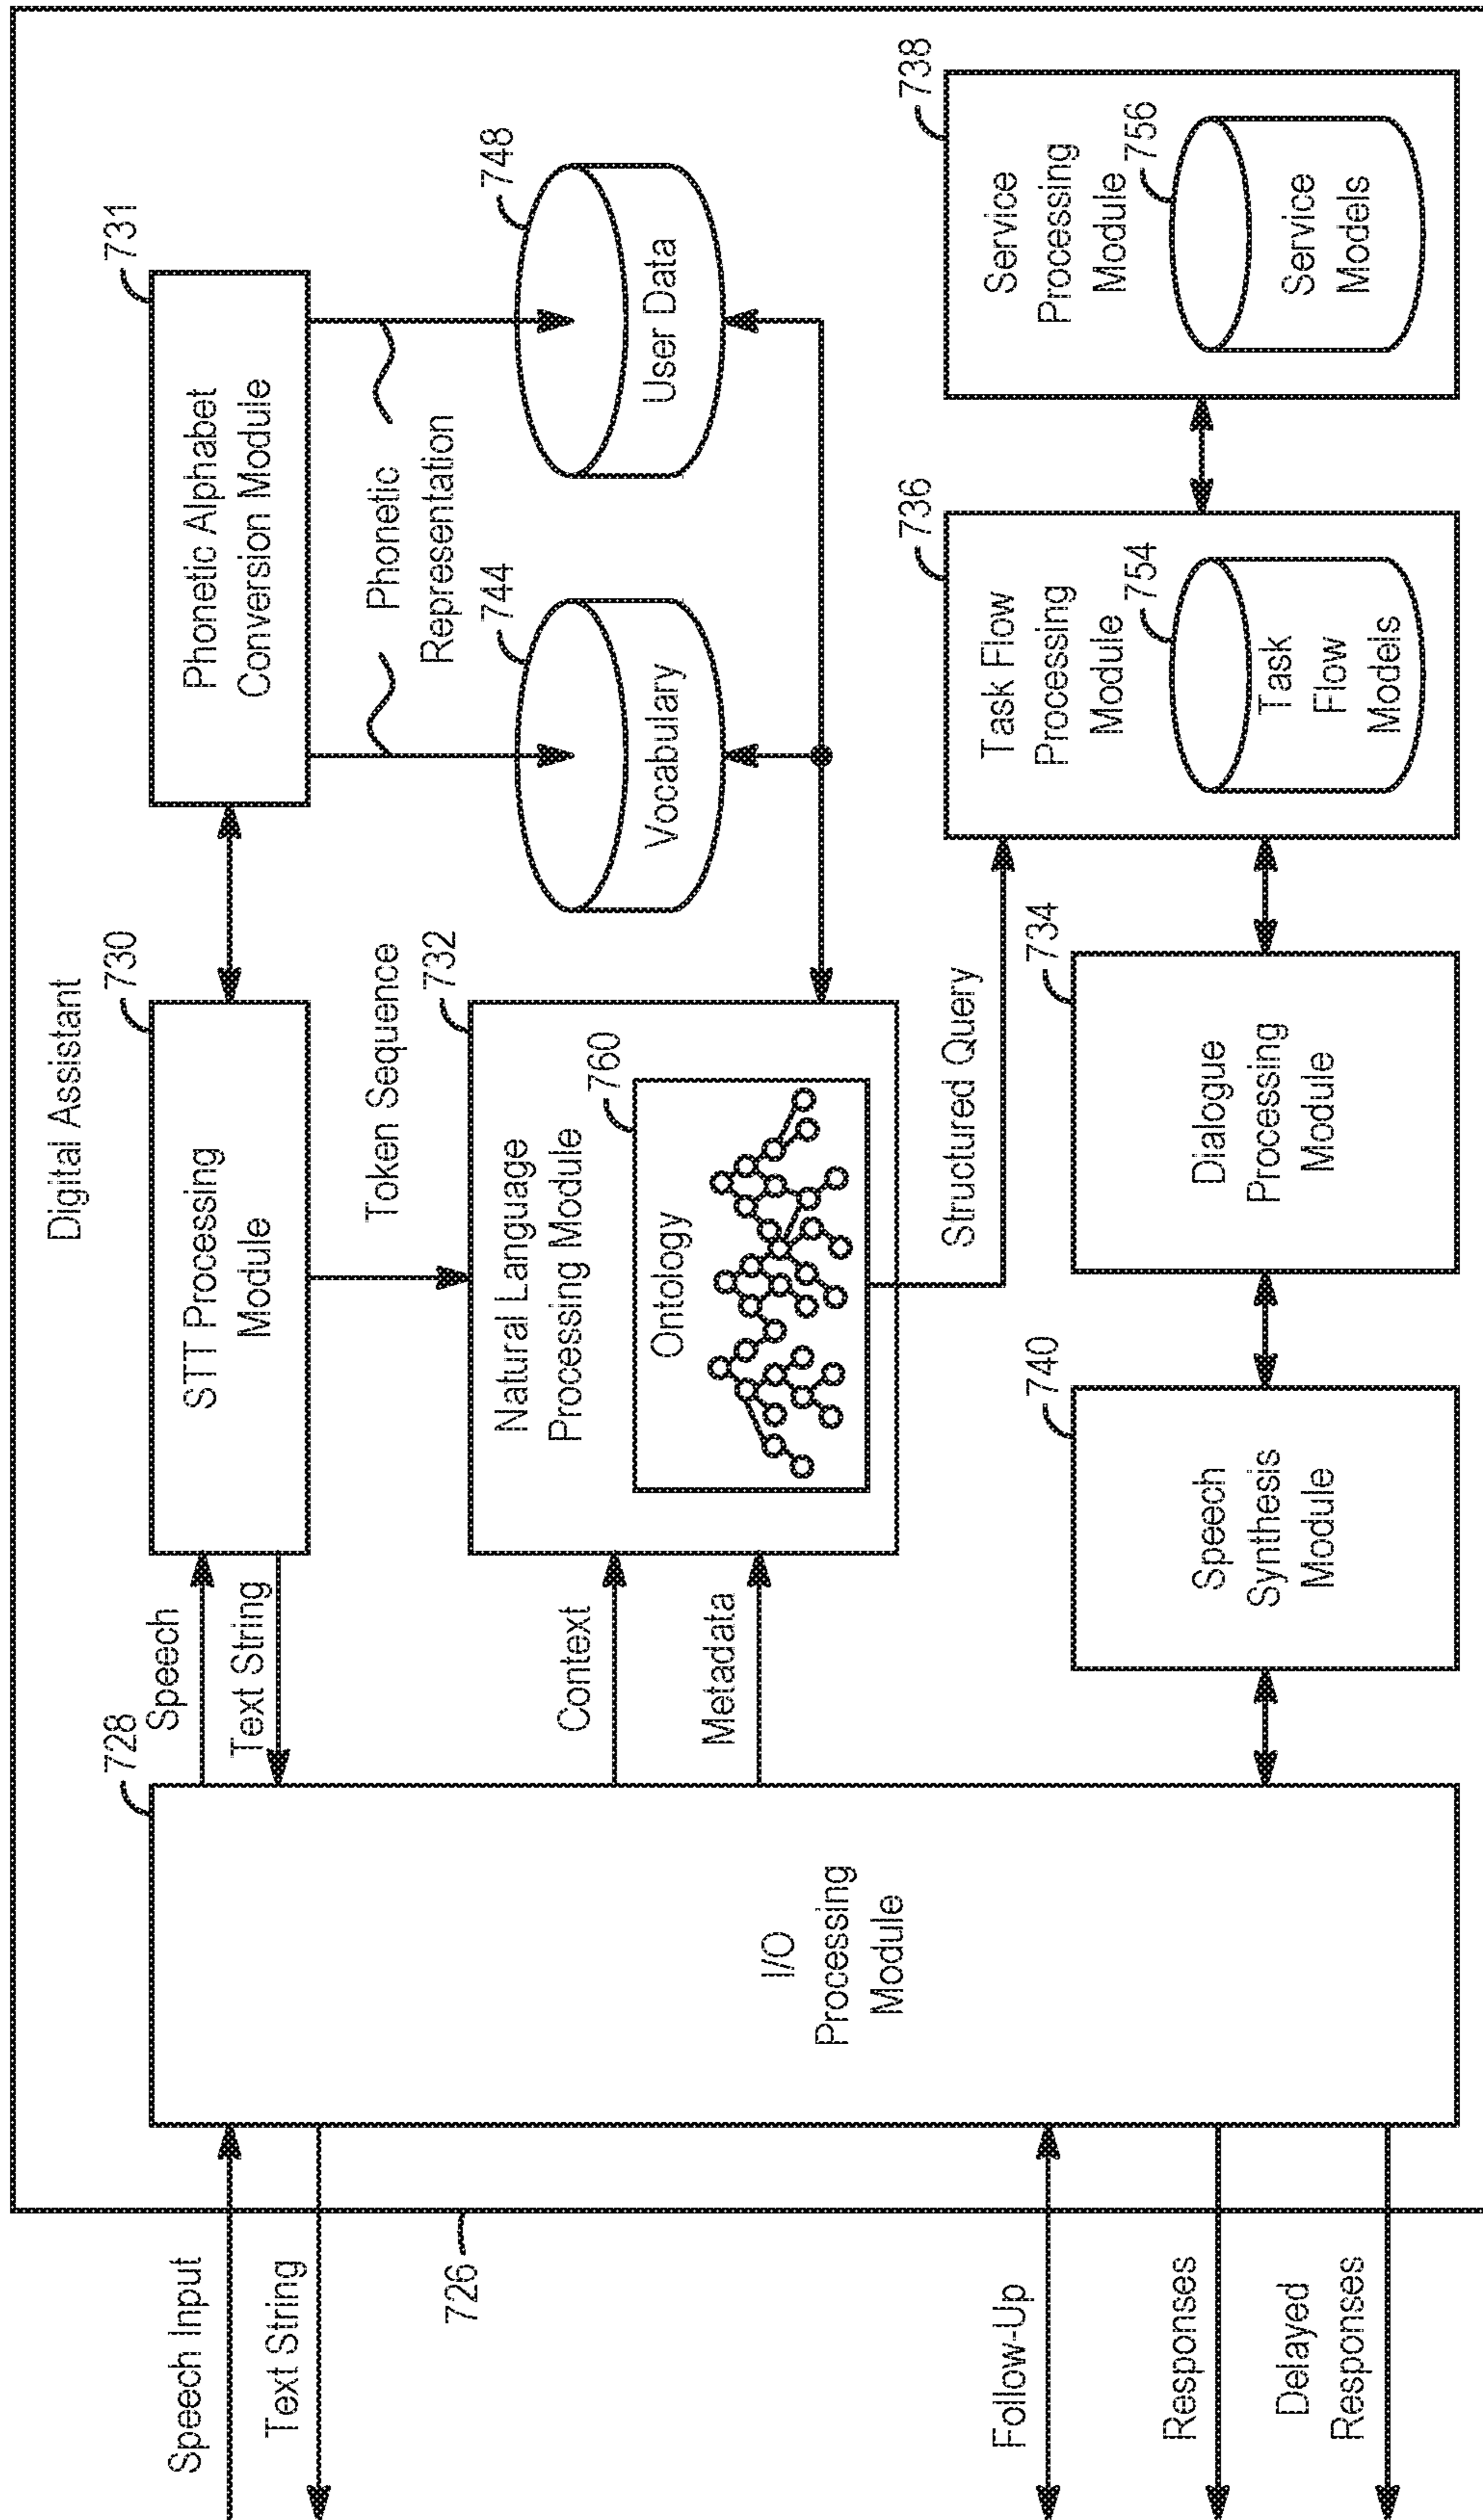 Digital Assistant
726
Speech Input
Text String
Follow-Up
Responses
Delayed
Responses
728
I/O
Processing
Module
Speech
Text String
Context
Metadata
730
STT Processing
Module
Token Sequence
731
Phonetic Alphabet
Conversion Module
Phonetic
Representation
732
Natural Language
Processing Module
760
Ontology
744
Vocabulary
748
User Data
Structured Query
740
Speech
Synthesis
Module
734
Dialogue
Processing
Module
736
Task Flow
Processing
Module
754
Task
Flow
Models
738
Service
Processing
Module
756
Service
Models